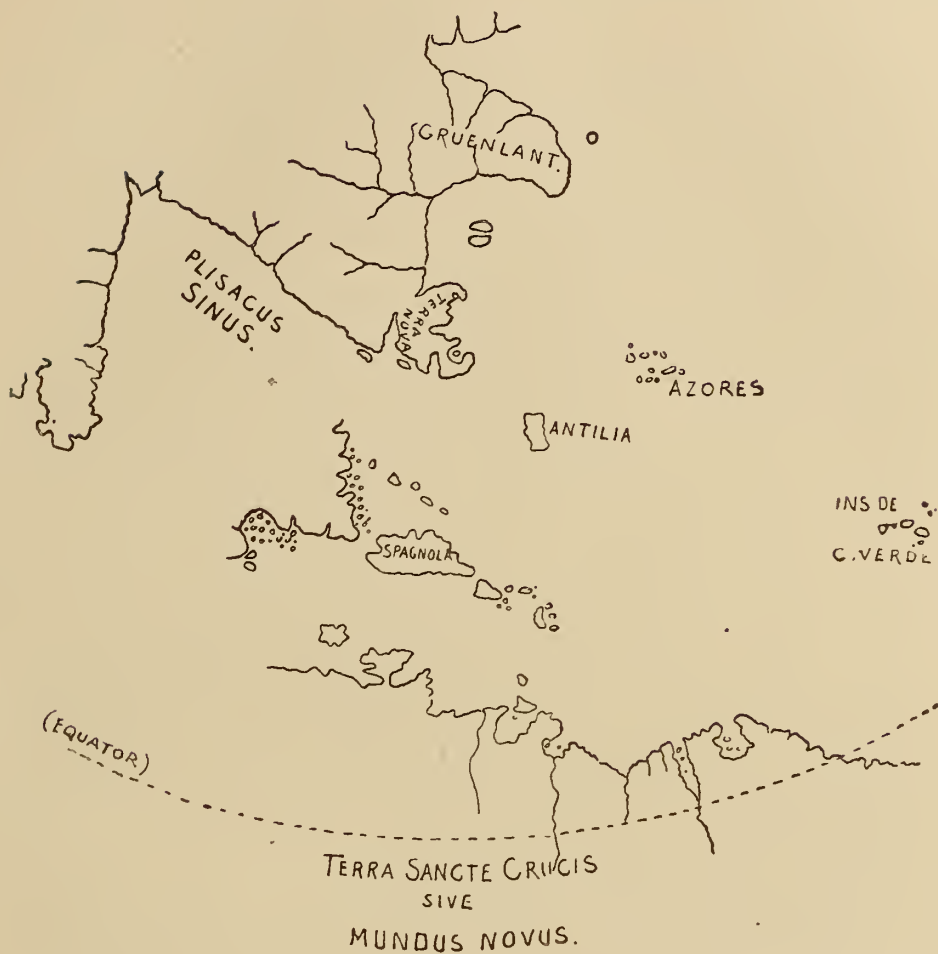 GRUENLANT.
PLISACUS
SINUS.
TERRA
NOVA
AZORES
ANTILIA
INS DE
C. VERDE
SPAGNOLA
(EQUATOR)
TERRA SANCTE CRUCIS
SIVE
MUNDUS NOVUS.